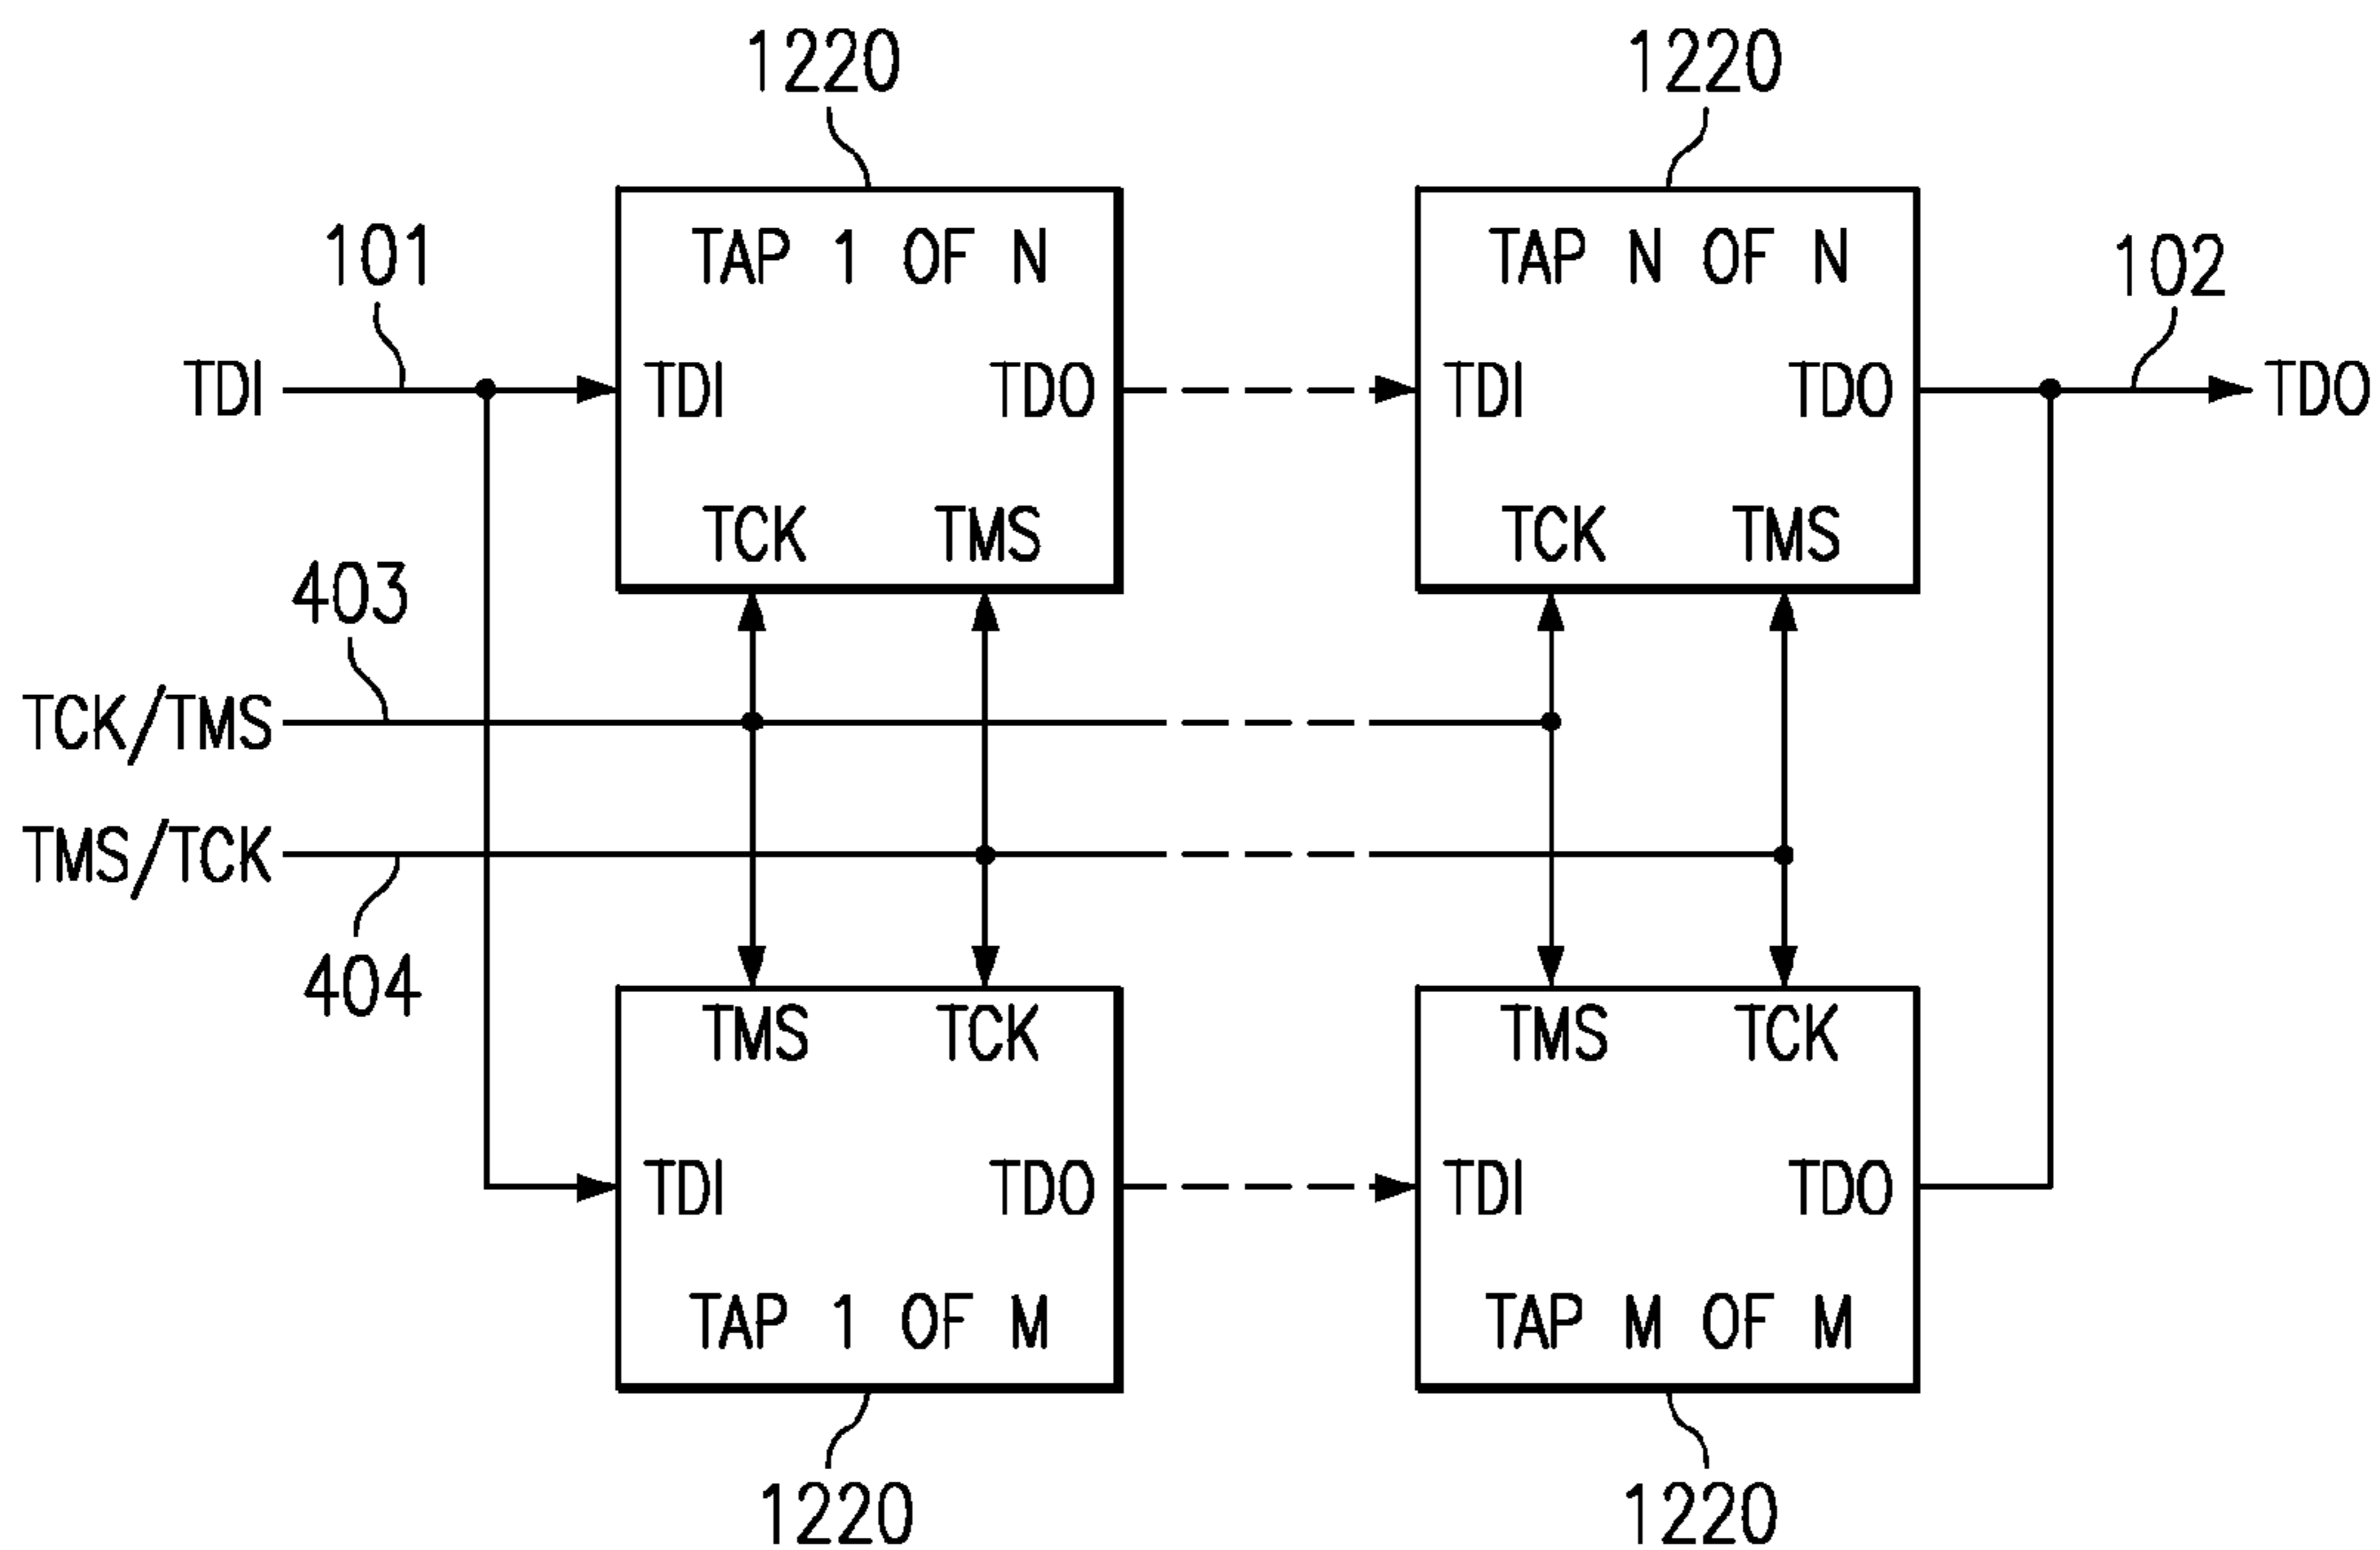 1220 1220
TAP 1 OF N TAP N OF N
101 102
TDI TDI TDO TDI TDO TDO
TCK TMS TCK TMS
403
TCK/TMS
TMS/TCK
404
TMS TCK TMS TCK
TDI TDO TDI TDO
TAP 1 OF M TAP M OF M
1220 1220